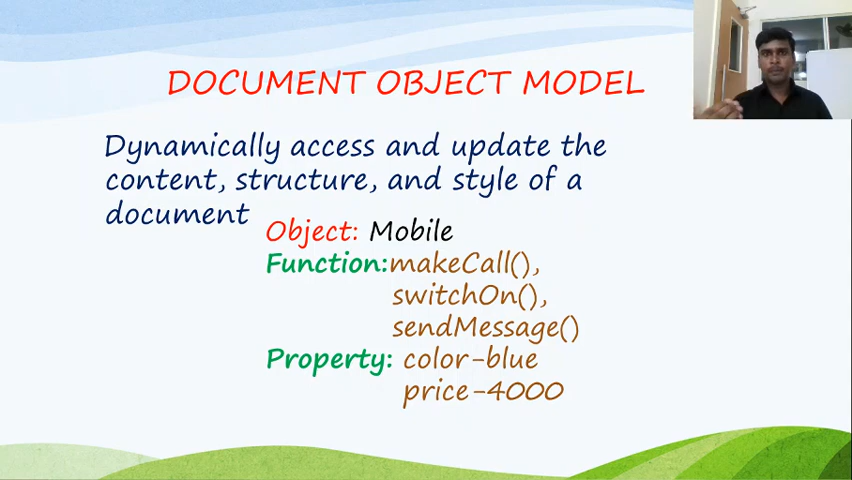 DOCUMENT OBJECT MODEL
Dynamically access and update the
content, structure, and style of a
document
Object: Mobile
Function:makeCall(),
switchOn(),
sendMessage()
Property: color-blue
price-4000